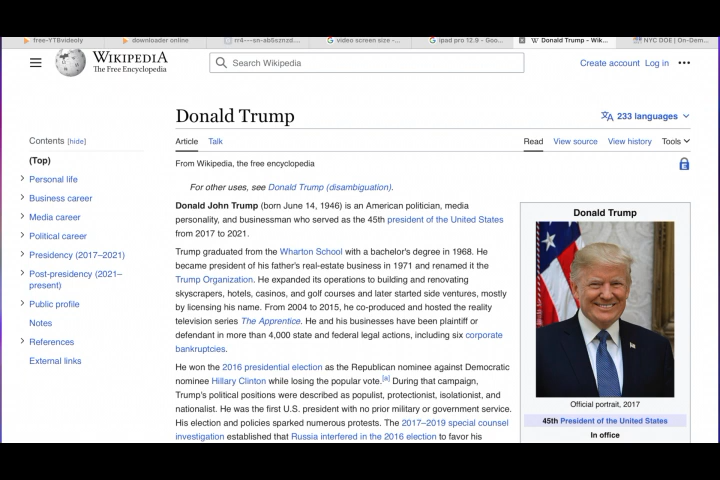 free-YTBvideoly
downloader online
video screen size -...
ipad pro 12.9 - Goo...
Donald Trump - Wik...
NYC DOE | On-Dem...
WIKIPEDIA
The Free Encyclopedia
Search Wikipedia
Create account Log in
Donald Trump
233 languages
Contents [hide]
(Top)
Personal life
Business career
Media career
Political career
Presidency (2017–2021)
Post-presidency (2021–
present)
Public profile
Notes
References
External links
Article Talk
Read View source View history Tools
From Wikipedia, the free encyclopedia
For other uses, see Donald Trump (disambiguation).
Donald John Trump (born June 14, 1946) is an American politician, media
personality, and businessman who served as the 45th president of the United States
from 2017 to 2021.
Trump graduated from the Wharton School with a bachelor's degree in 1968. He
became president of his father's real-estate business in 1971 and renamed it the
Trump Organization. He expanded its operations to building and renovating
skyscrapers, hotels, casinos, and golf courses and later started side ventures, mostly
by licensing his name. From 2004 to 2015, he co-produced and hosted the reality
television series The Apprentice. He and his businesses have been plaintiff or
defendant in more than 4,000 state and federal legal actions, including six corporate
bankruptcies.
He won the 2016 presidential election as the Republican nominee against Democratic
nominee Hillary Clinton while losing the popular vote.[a] During that campaign,
Trump's political positions were described as populist, protectionist, isolationist, and
nationalist. He was the first U.S. president with no prior military or government service.
His election and policies sparked numerous protests. The 2017–2019 special counsel
investigation established that Russia interfered in the 2016 election to favor his
Donald Trump
Official portrait, 2017
45th President of the United States
In office